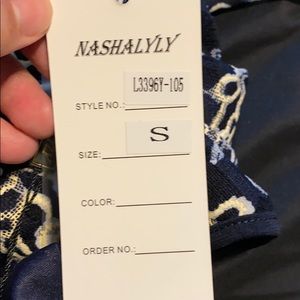 NASHALYLY
STYLE NO.: L3396Y-105
SIZE: S
COLOR:
ORDER NO.: